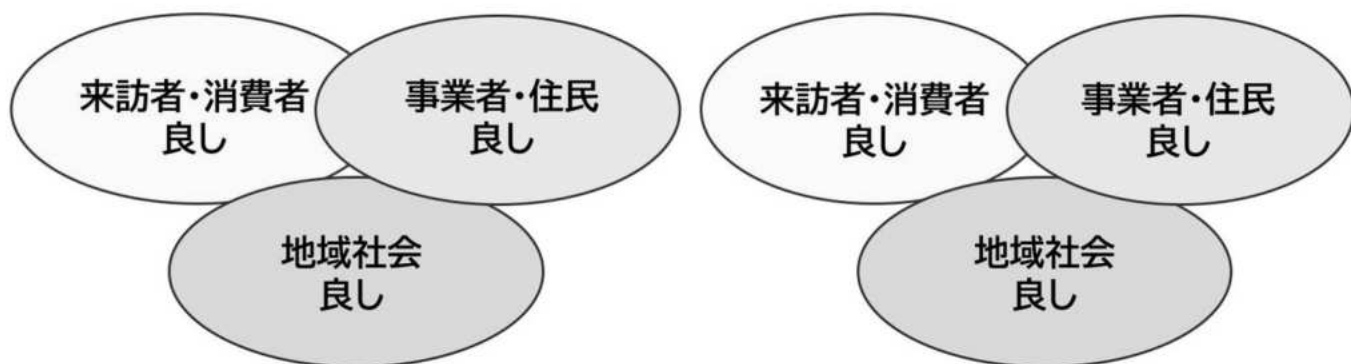 来訪者・消費者
良し
事業者・住民
良し
地域社会
良し
来訪者・消費者
良し
事業者・住民
良し
地域社会
良し